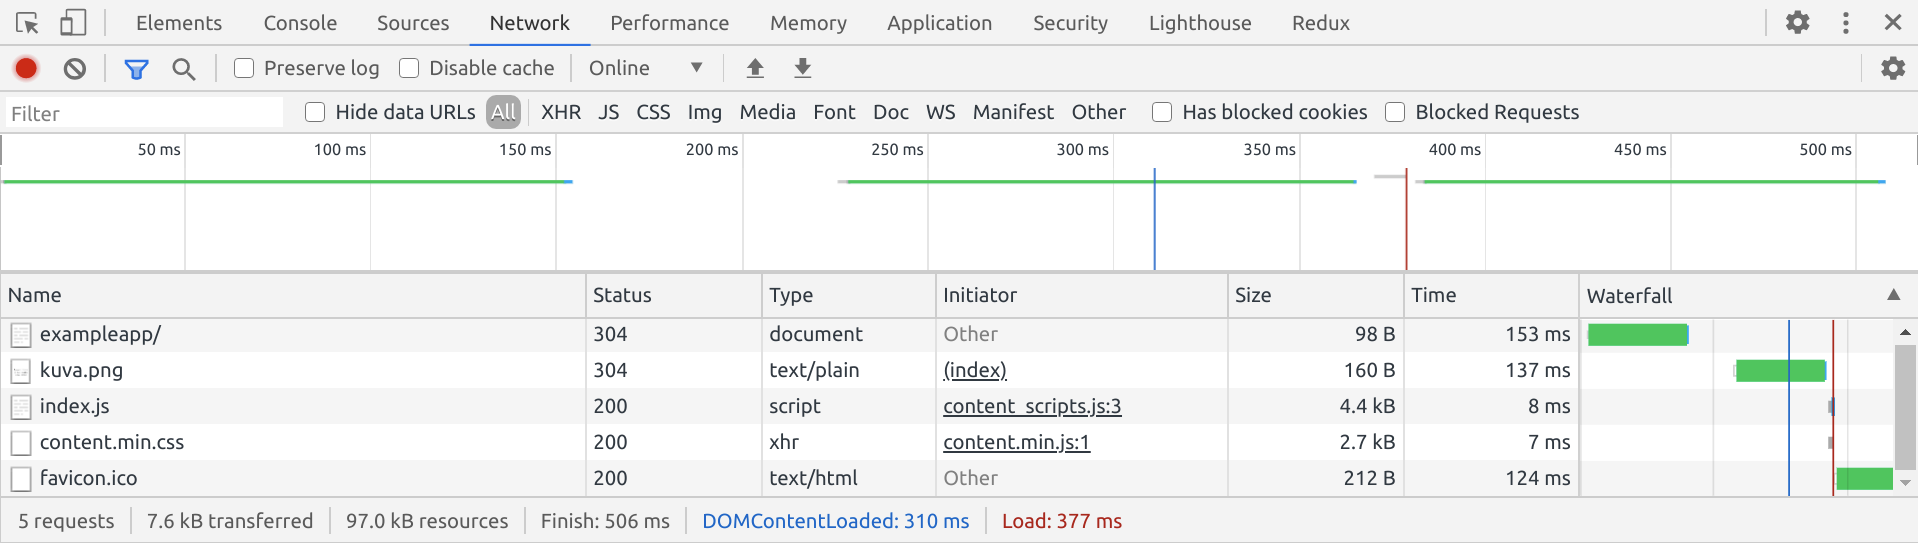 Elements Console Sources Network Performance Memory Application Security Lighthouse Redux
Preserve log Disable cache Online
Filter Hide data URLs All XHR JS CSS Img Media Font Doc WS Manifest Other Has blocked cookies Blocked Requests
50 ms 100 ms 150 ms 200 ms 250 ms 300 ms 350 ms 400 ms 450 ms 500 ms
Name Status Type Initiator Size Time Waterfall
exampleapp/ 304 document Other 98 B 153 ms
kuva.png 304 text/plain (index) 160 B 137 ms
index.js 200 script content_scripts.js:3 4.4 kB 8 ms
content.min.css 200 xhr content.min.js:1 2.7 kB 7 ms
favicon.ico 200 text/html Other 212 B 124 ms
5 requests 7.6 kB transferred 97.0 kB resources Finish: 506 ms DOMContentLoaded: 310 ms Load: 377 ms